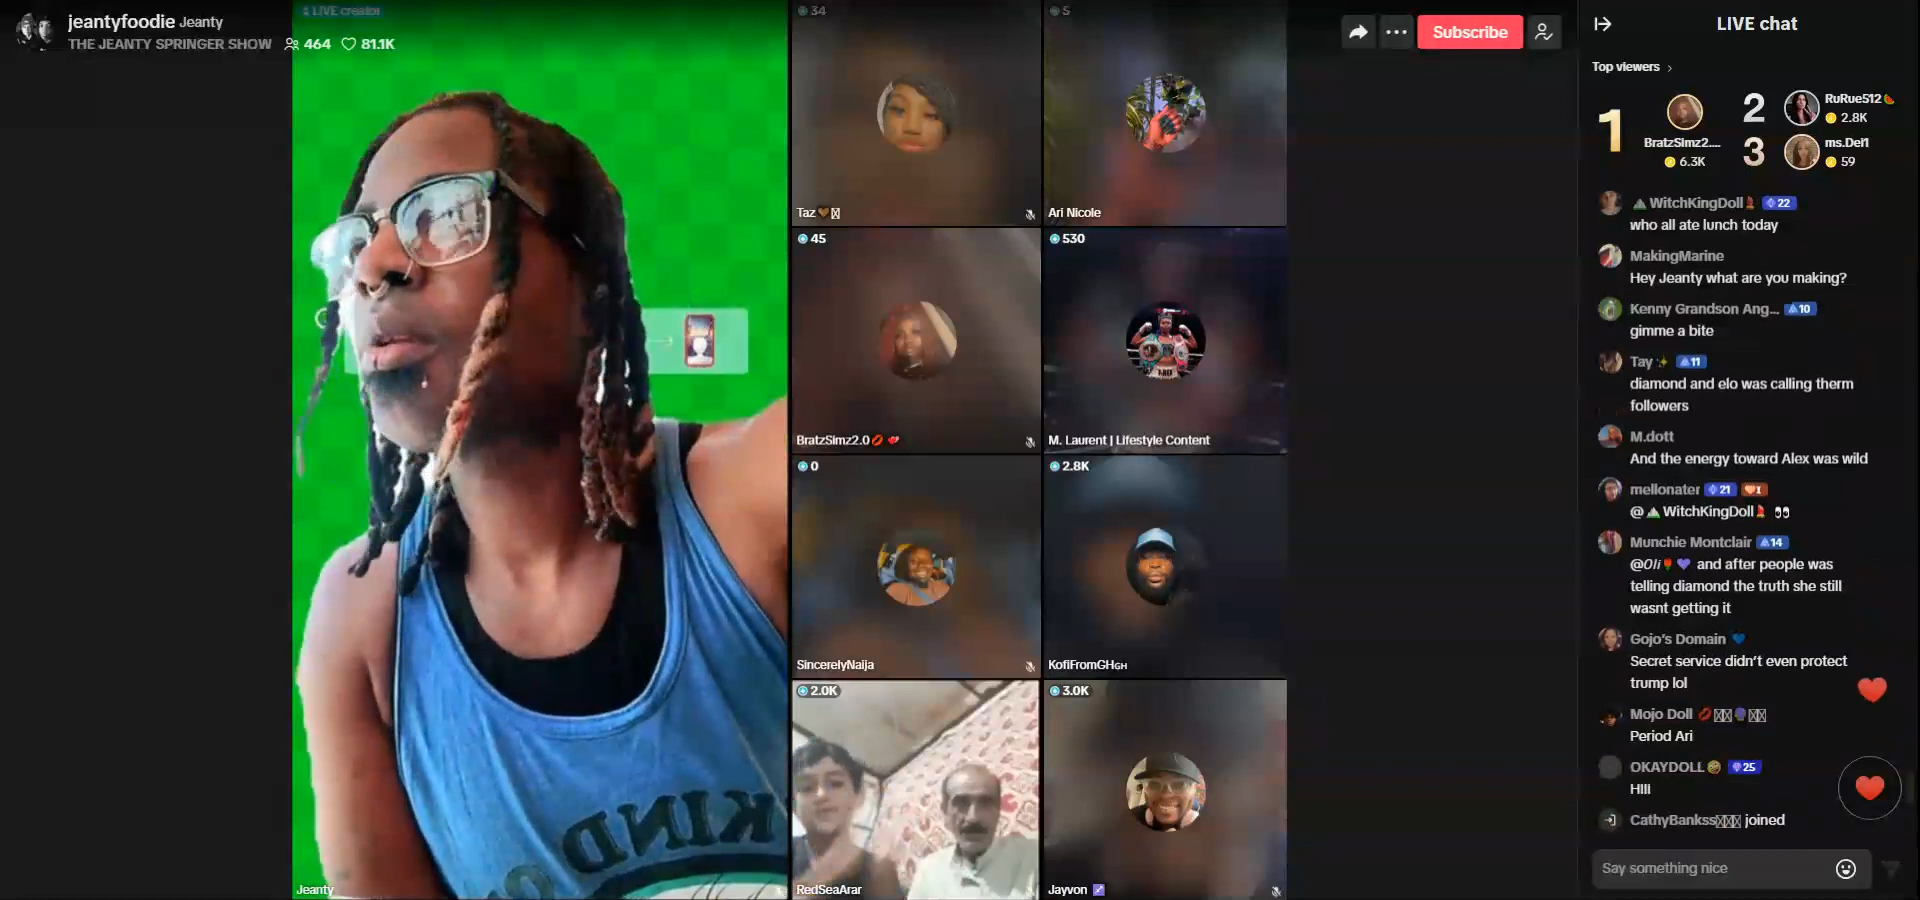 jeantyfoodie Jeanty
THE JEANTY SPRINGER SHOW 464 81.1K
LIVE creator
34
5
Subscribe
Taz
Ari Nicole
45
530
BratzSimz2.0
M. Laurent | Lifestyle Content
0
2.8K
SincerelyNaija
KofiFromGHGH
2.0K
3.0K
KIND
Jeanty
RedSeaArar
Jayvon
LIVE chat
Top viewers >
1
BratzSimz2....
6.3K
2
RuRue512🍉
2.8K
3
ms.Del1
59
WitchKingDoll 22
who all ate lunch today
MakingMarine
Hey Jeanty what are you making?
Kenny Grandson Ang... 10
gimme a bite
Tay✨ 11
diamond and elo was calling therm
followers
M.dott
And the energy toward Alex was wild
mellonater 21 I
@⛰WitchKingDoll💃 👀
Munchie Montclair 14
@Oli🌹💜 and after people was
telling diamond the truth she still
wasnt getting it
Gojo's Domain 💙
Secret service didn't even protect
trump lol
Mojo Doll 💋
Period Ari
OKAYDOLL 25
HIII
CathyBankss joined
Say something nice